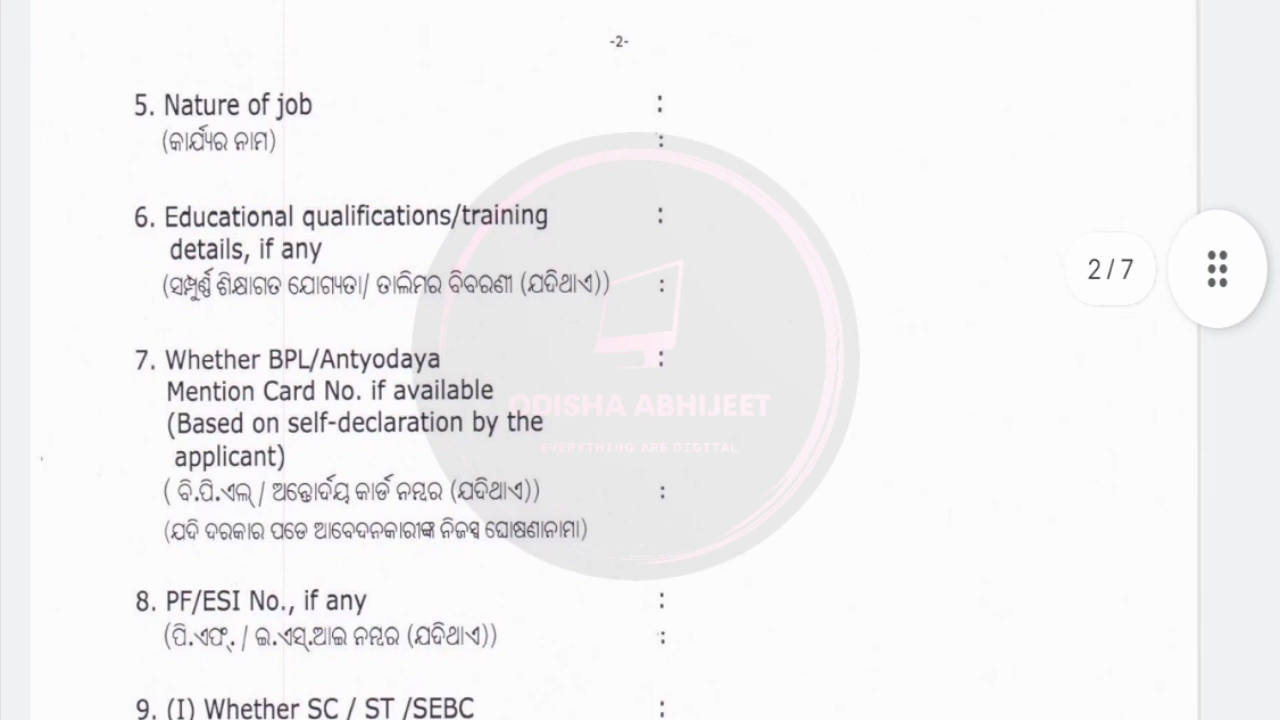 -2-
5. Nature of job :
(କାର୍ଯ୍ୟର ନାମ) :
6. Educational qualifications/training :
details, if any
(ସମ୍ପୁର୍ଣ୍ଣ ଶିକ୍ଷାଗତ ଯୋଗ୍ୟତା/ ତାଲିମର ବିବରଣୀ (ଯଦିଥାଏ)) :
7. Whether BPL/Antyodaya :
Mention Card No. if available
(Based on self-declaration by the
applicant)
( ବି.ପି.ଏଲ୍ / ଅନ୍ତୋର୍ଦୟ କାର୍ଡ ନମ୍ବର (ଯଦିଥାଏ)) :
(ଯଦି ଦରକାର ପଡେ ଆବେଦନକାରୀଙ୍କ ନିଜସ୍ୱ ଘୋଷଣାନାମା)
8. PF/ESI No., if any :
(ପି.ଏଫ୍. / ଇ.ଏସ୍.ଆଇ ନମ୍ବର (ଯଦିଥାଏ)) :
9. (I) Whether SC / ST /SEBC :
2/7
ODISHA ABHIJEET
EVERYTHING ARE DIGITAL